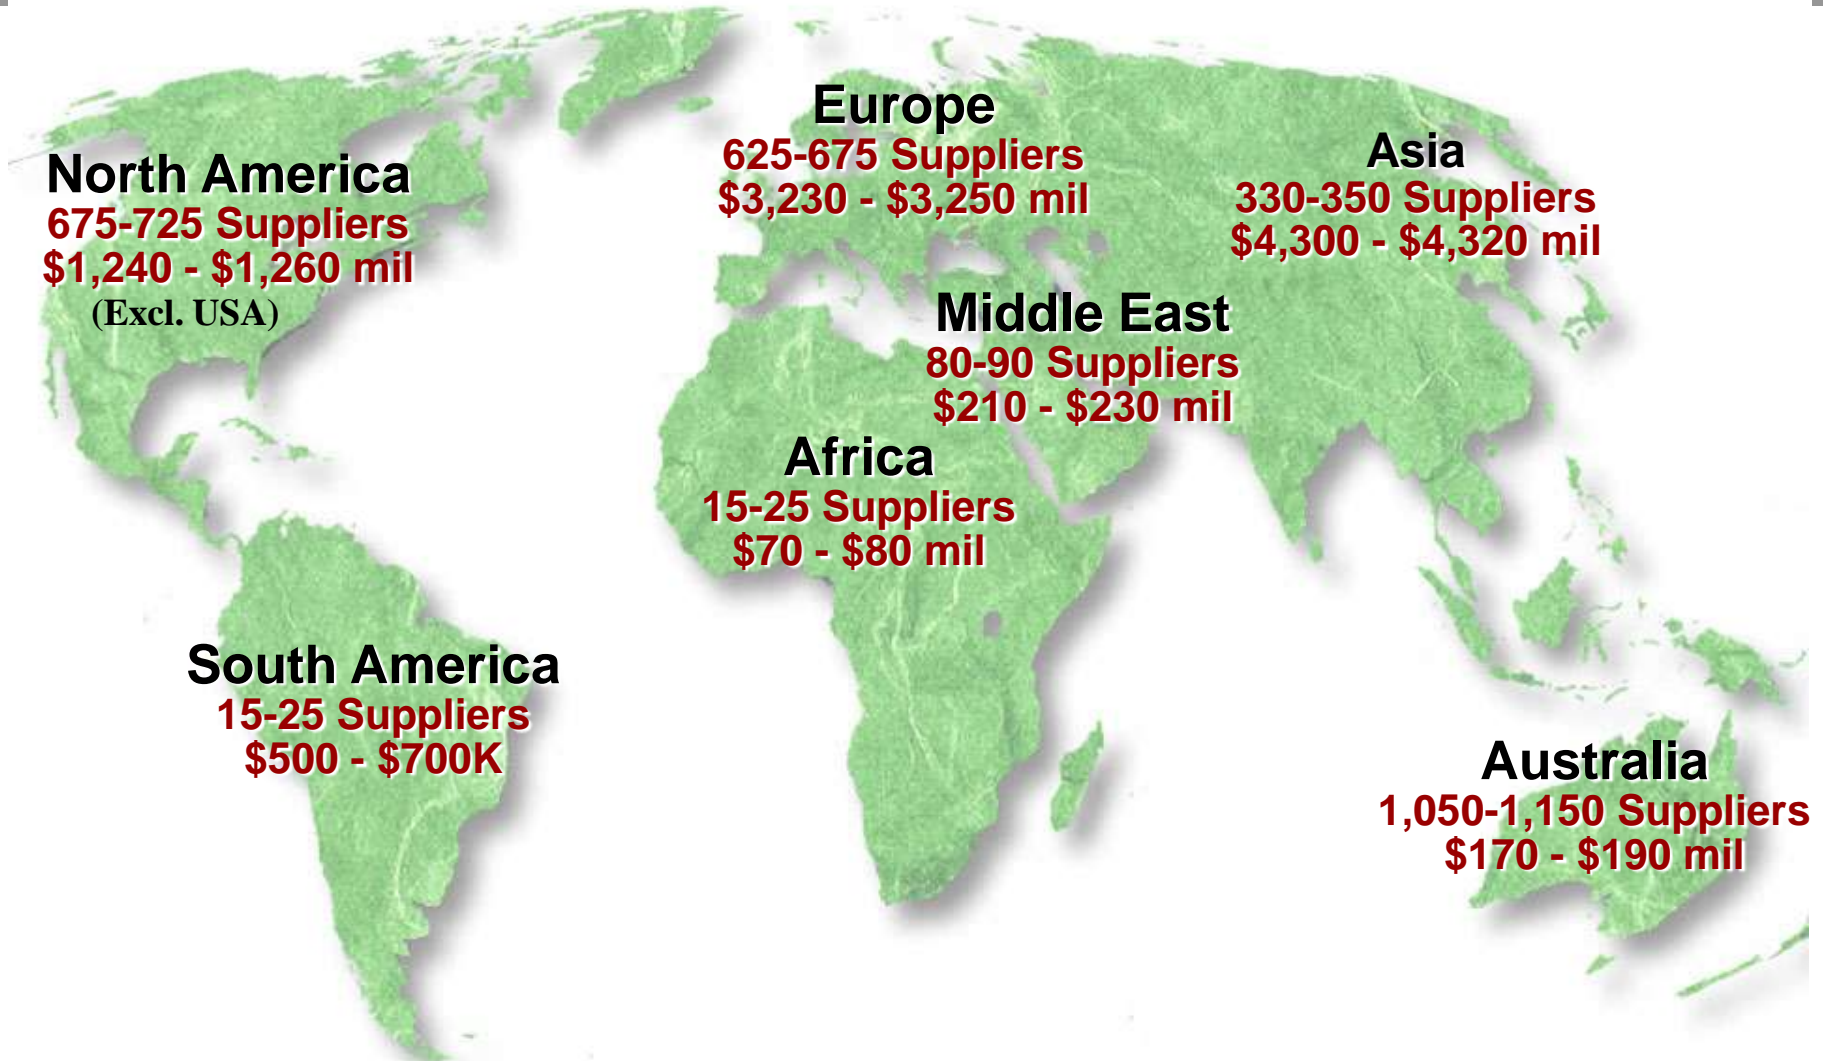 North America
675-725 Suppliers
$1,240 - $1,260 mil
(Excl. USA)
Europe
625-675 Suppliers
$3,230 - $3,250 mil
Asia
330-350 Suppliers
$4,300 - $4,320 mil
Middle East
80-90 Suppliers
$210 - $230 mil
Africa
15-25 Suppliers
$70 - $80 mil
South America
15-25 Suppliers
$500 - $700K
Australia
1,050-1,150 Suppliers
$170 - $190 mil